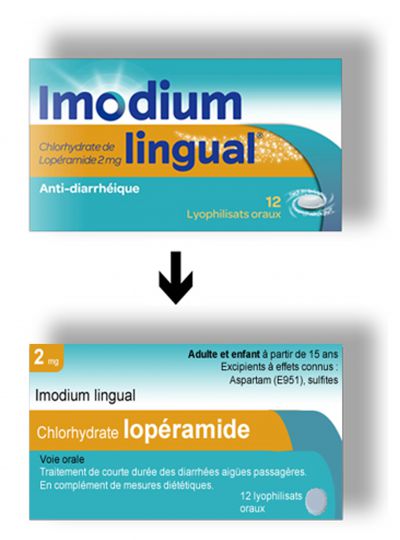 Imodium
lingual®
Chlorhydrate de
Lopéramide 2 mg
Anti-diarrhéique
12
Lyophilisats oraux
2 mg
Adulte et enfant à partir de 15 ans
Excipients à effets connus :
Aspartam (E951), sulfites
Imodium lingual
Chlorhydrate lopéramide
Voie orale
Traitement de courte durée des diarrhées aigües passagères.
En complément de mesures diététiques.
12 lyophilisats
oraux